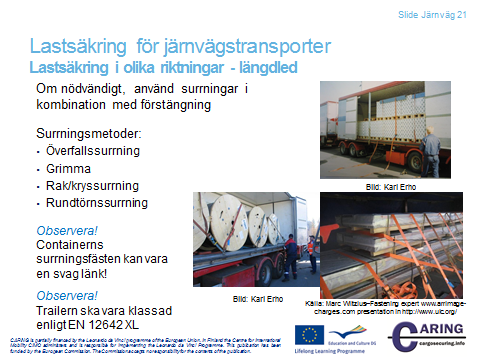 Slide Järnväg 21
Lastsäkring för järnvägstransporter
Lastsäkring i olika riktningar - längdled
Om nödvändigt, använd surrningar i
kombination med förstängning
Surrningsmetoder:
- Överfallssurrning
- Grimma
- Rak/kryssurrning
- Rundtörnssurrning
Observera!
Containerns
surrningsfästen kan vara
en svag länk!
Observera!
Trailern ska vara klassad
enligt EN 12642 XL
Bild: Karl Erho
Bild: Karl Erho
Källa: Marc Witzilus–Fastening expert www.arrimage-
charges.com presentation in http://www.uic.org/
CARING is partially financed by the Leonardo da Vinci programme of the European Union. In Finland the Centre for International
Mobility CIMO administers and is responsible for implementing the Leonardo da Vinci Programme. This publication has been
funded by the European Commission. The Commission accepts no responsibility for the contents of the publication.
Education and Culture DG
Lifelong Learning Programme
CARING
cargosecuring.info